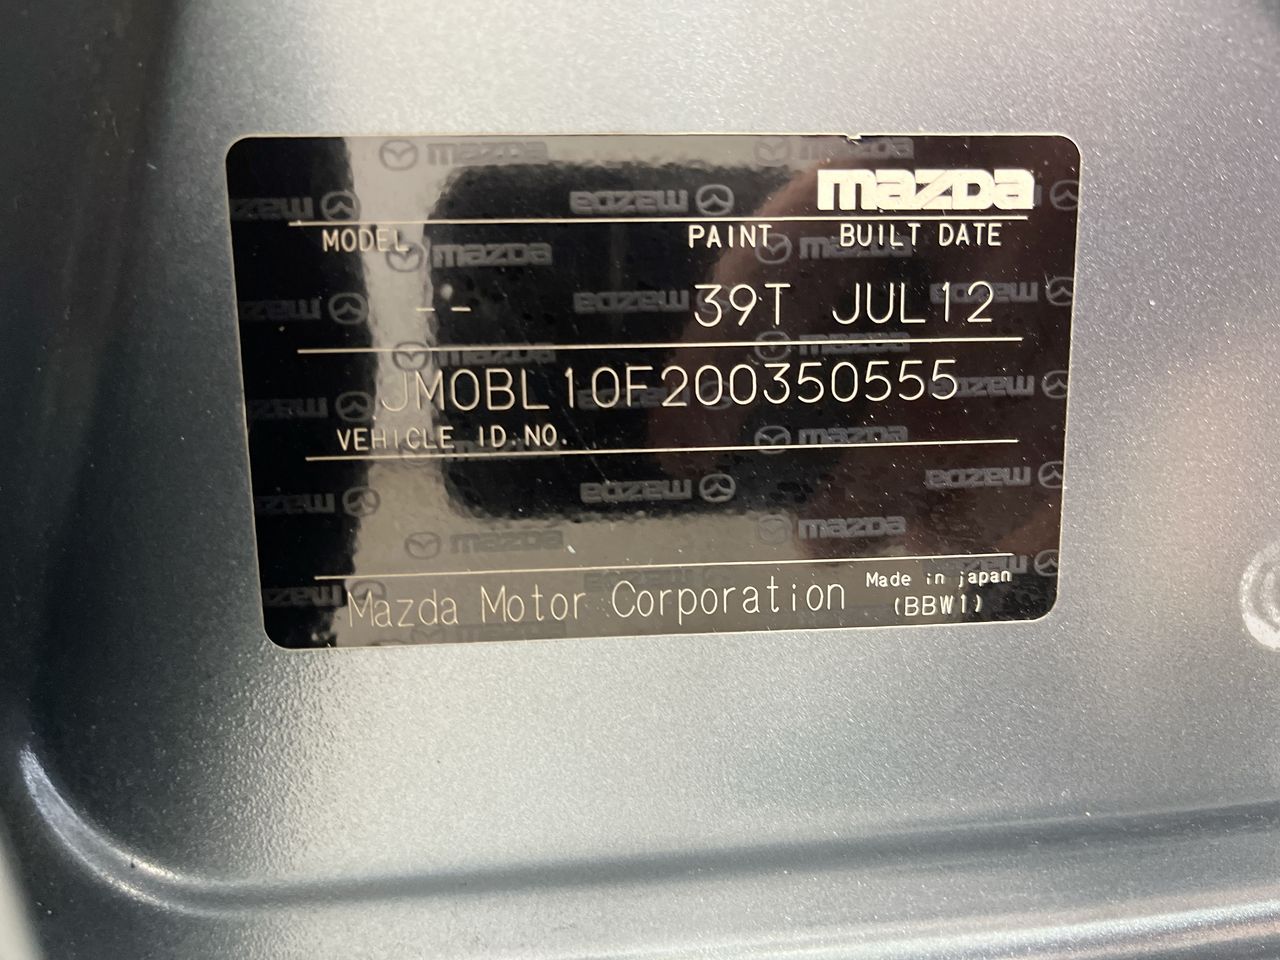 mazda
MODEL PAINT BUILT DATE
-- 39T JUL12
JM0BL10F200350555
VEHICLE ID.NO.
Mazda Motor Corporation Made in japan
(BBW1)